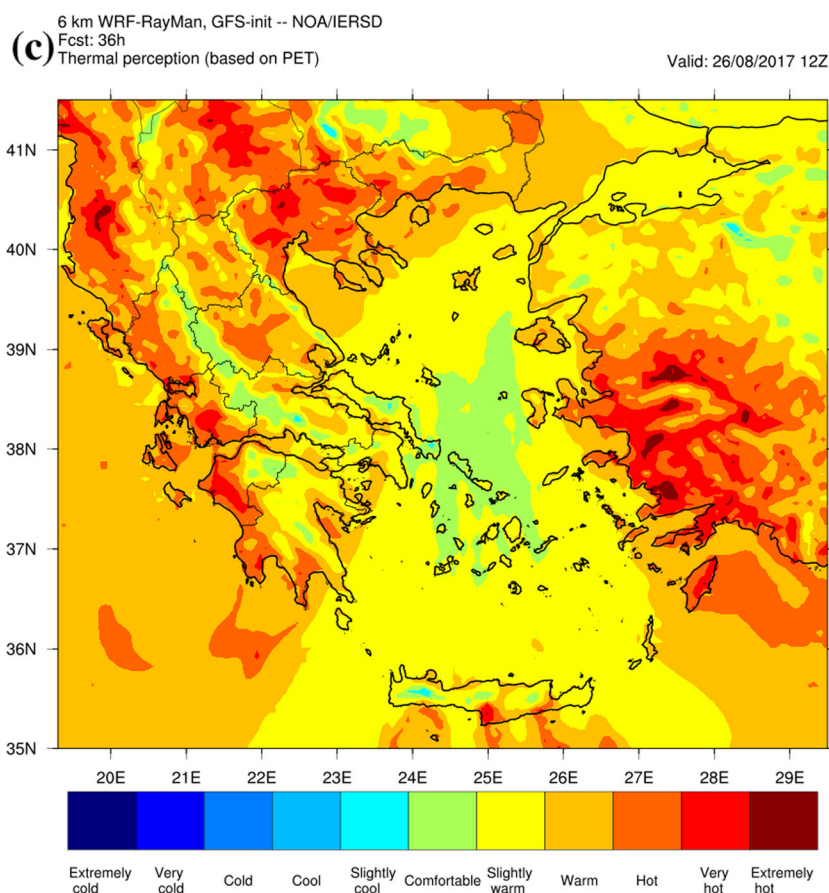 6 km WRF-RayMan, GFS-init -- NOA/IERSD
(c) Fcst: 36h
Thermal perception (based on PET)
Valid: 26/08/2017 12Z
41N
40N
39N
38N
37N
36N
35N
20E 21E 22E 23E 24E 25E 26E 27E 28E 29E
Extremely cold Very cold Cold Cool Slightly cool Comfortable Slightly warm Warm Hot Very hot Extremely hot